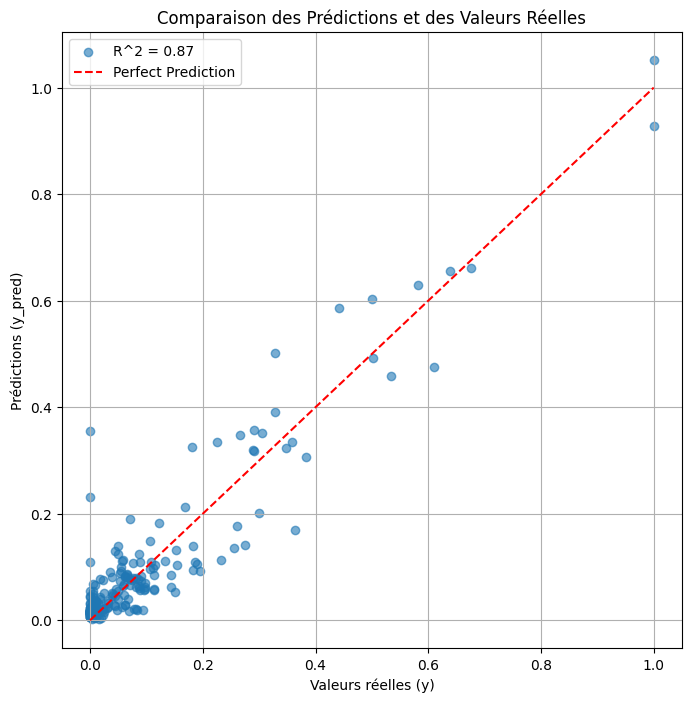 Comparaison des Prédictions et des Valeurs Réelles
R^2 = 0.87
Perfect Prediction
1.0
0.8
0.6
0.4
0.2
0.0
Prédictions (y_pred)
0.0 0.2 0.4 0.6 0.8 1.0
Valeurs réelles (y)